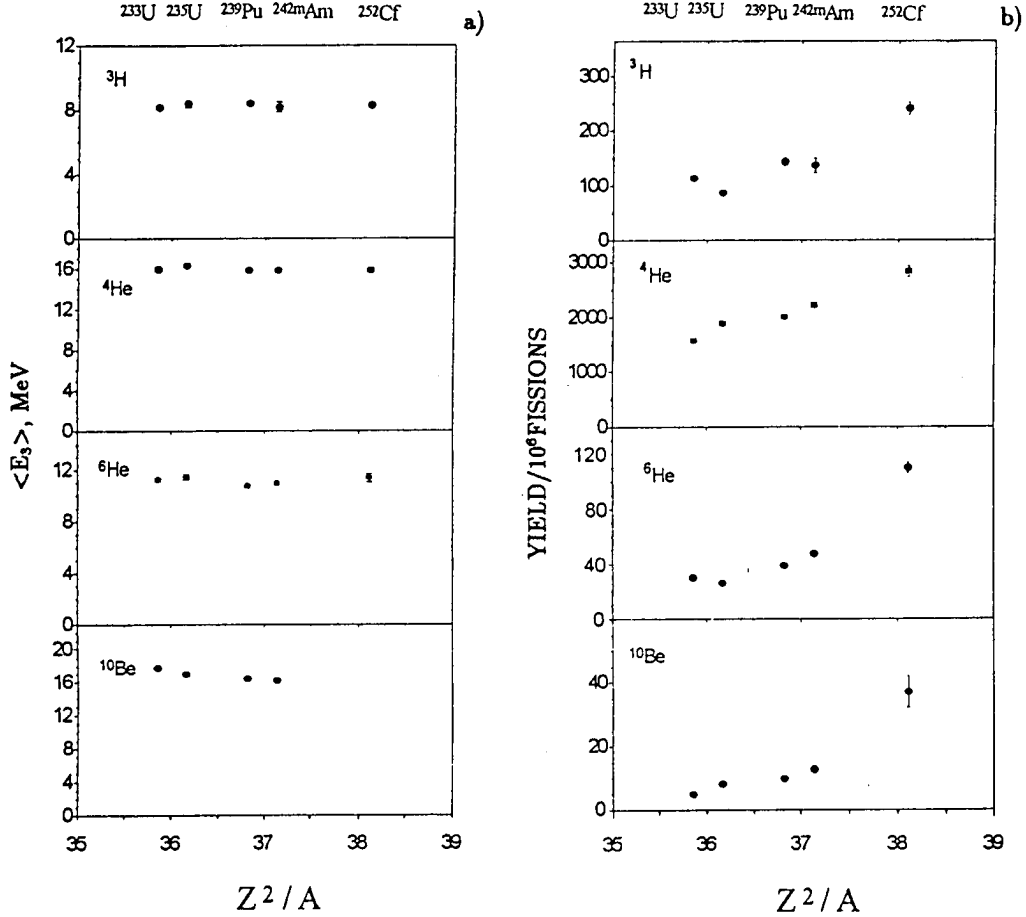 ²³³U ²³⁵U ²³⁹Pu ²⁴²ᵐAm ²⁵²Cf
a)
12
³H
8
4
0
16
⁴He
12
8
4
0
12
⁶He
8
4
0
20
¹⁰Be
16
12
8
4
0
35 36 37 38 39
<E₃>, MeV
Z²/A
²³³U ²³⁵U ²³⁹Pu ²⁴²ᵐAm ²⁵²Cf
b)
300
³H
200
100
0
3000
⁴He
2000
1000
0
120
⁶He
80
40
0
¹⁰Be
40
20
0
35 36 37 38 39
YIELD/10⁶FISSIONS
Z²/A